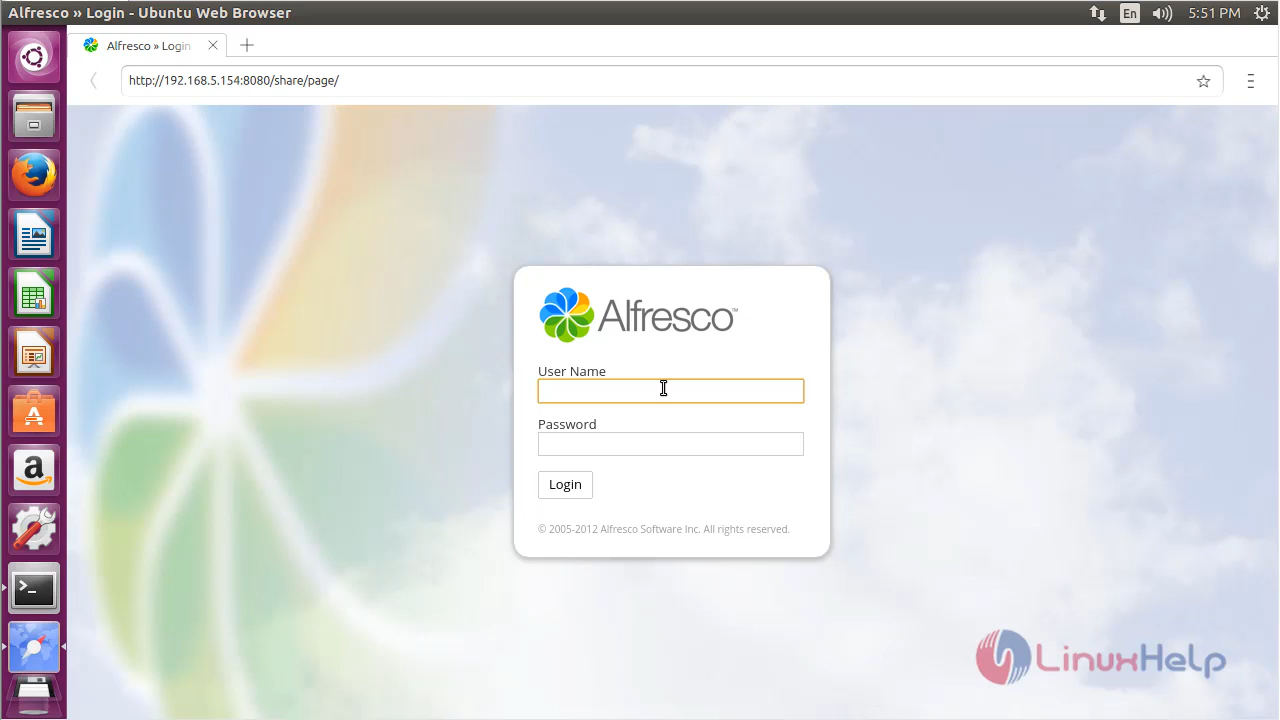 Alfresco » Login - Ubuntu Web Browser
En
5:51 PM
Alfresco » Login
http://192.168.5.154:8080/share/page/
Alfresco™
User Name
Password
Login
© 2005-2012 Alfresco Software Inc. All rights reserved.
LinuxHelp